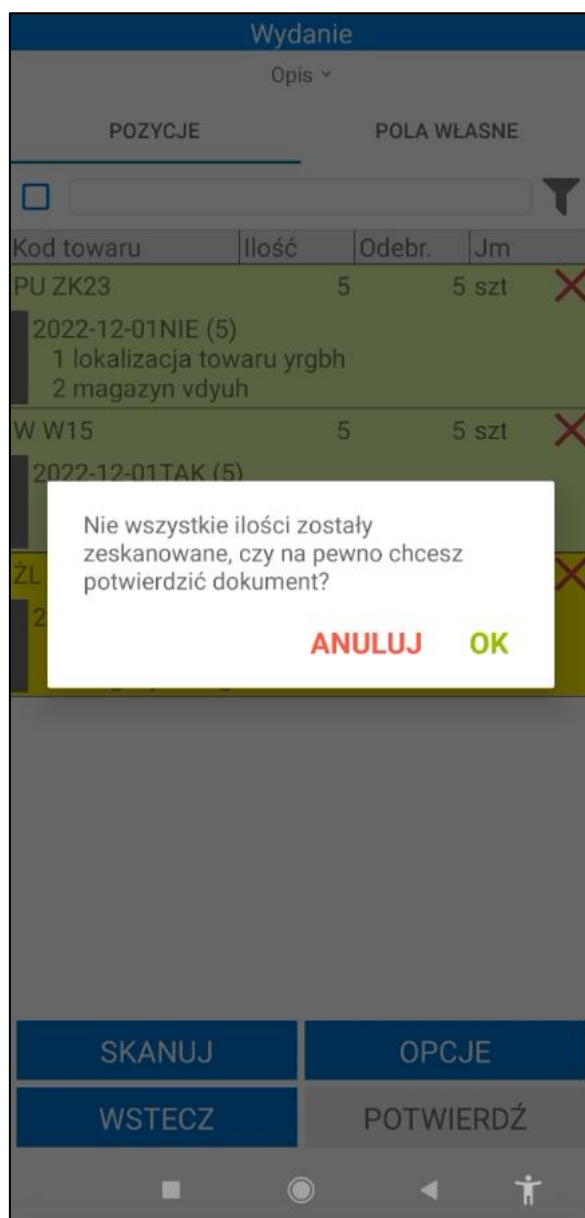 Wydanie
Opis
POZYCJE POLA WŁASNE
Kod towaru Ilość Odebr. Jm
PU ZK23 5 5 szt
2022-12-01NIE (5)
1 lokalizacja towaru yrgbh
2 magazyn vdyuh
W W15 5 5 szt
2022-12-01TAK (5)
Nie wszystkie ilości zostały
zeskanowane, czy na pewno chcesz
potwierdzić dokument?
ŻL
2
ANULUJ OK
SKANUJ OPCJE
WSTECZ POTWIERDŹ